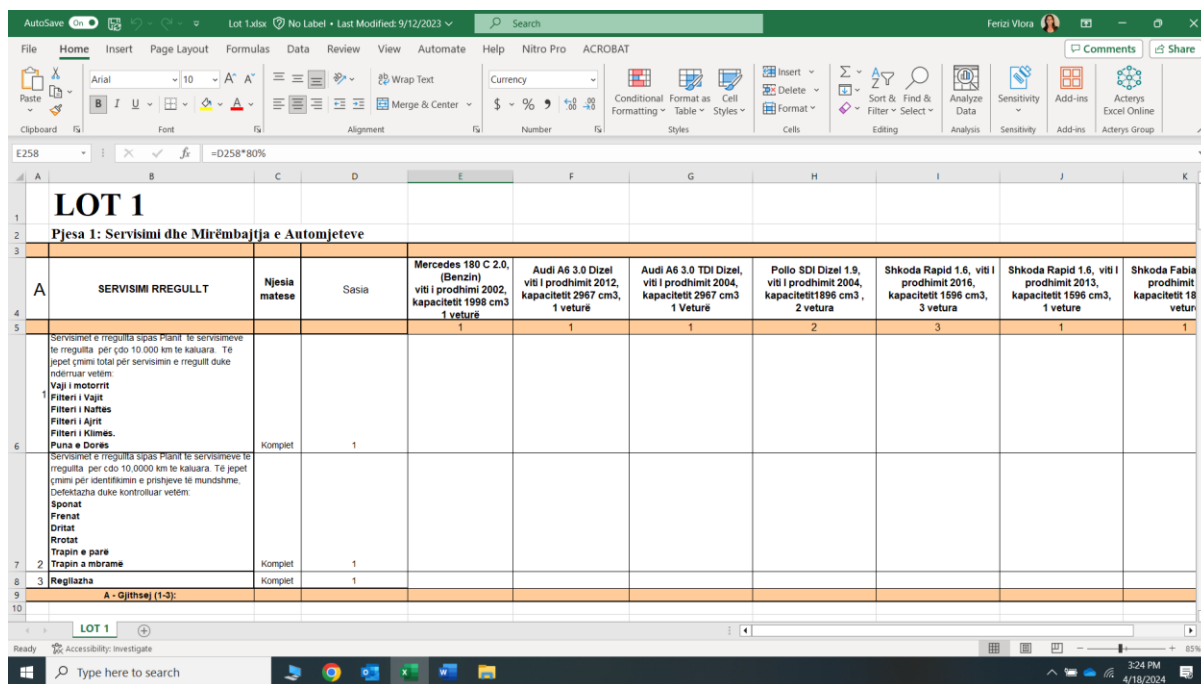 AutoSave On Lot 1.xlsx No Label • Last Modified: 9/12/2023 Search Ferizi Vlora
File Home Insert Page Layout Formulas Data Review View Automate Help Nitro Pro ACROBAT Comments Share
Paste Arial 10 Wrap Text Currency Conditional Formatting Format as Table Cell Styles Insert Sort & Find & Analyze Data Sensitivity Add-ins Acterys Excel Online
B I U Merge & Center $ % Delete Filter Select
Format
Clipboard Font Alignment Number Styles Cells Editing Analysis Sensitivity Add-ins Acterys Group
E258 fx =D258*80%
A B C D E F G H I J K
1 LOT 1
2 Pjesa 1: Servisimi dhe Mirëmbajtja e Automjeteve
3
4 A SERVISIMI RREGULLT Njesia matese Sasia
Mercedes 180 C 2.0, (Benzin) viti i prodhimi 2002, kapacitetit 1998 cm3 1 veturë
Audi A6 3.0 Dizel viti I prodhimit 2012, kapacitetit 2967 cm3, 1 veturë
Audi A6 3.0 TDI Dizel, viti I prodhimit 2004, kapacitetit 2967 cm3 1 Veturë
Pollo SDI Dizel 1.9, viti I prodhimit 2004, kapacitetit1896 cm3 , 2 vetura
Shkoda Rapid 1.6, viti I prodhimit 2016, kapacitetit 1596 cm3, 3 vetura
Shkoda Rapid 1.6, viti I prodhimit 2013, kapacitetit 1596 cm3, 1 veture
Shkoda Fabia prodhimit kapacitetit 18 vetur
5 1 1 1 2 3 1 1
Servisimet e rregullta sipas Planit te servisimeve
te rregullta për çdo 10.000 km te kaluara. Të
jepet çmimi total për servisimin e rregullt duke
ndërruar vetëm:
Vaji i motorrit
1 Filteri i Vajit
Filteri i Naftës
Filteri i Ajrit
Filteri i Klimës.
6 Puna e Dorës Komplet 1
Servisimet e rregullta sipas Planit te servisimeve te
rregullta per cdo 10,0000 km te kaluara. Të jepet
çmimi për identifikimin e prishjeve të mundshme,
Defektazha duke kontrolluar vetëm:
Sponat
Frenat
Dritat
Rrotat
Trapin e parë
7 2 Trapin a mbramë Komplet 1
8 3 Regllazha Komplet 1
9 A - Gjithsej (1-3):
10
LOT 1
Ready Accessibility: Investigate 85%
Type here to search 3:24 PM
4/18/2024